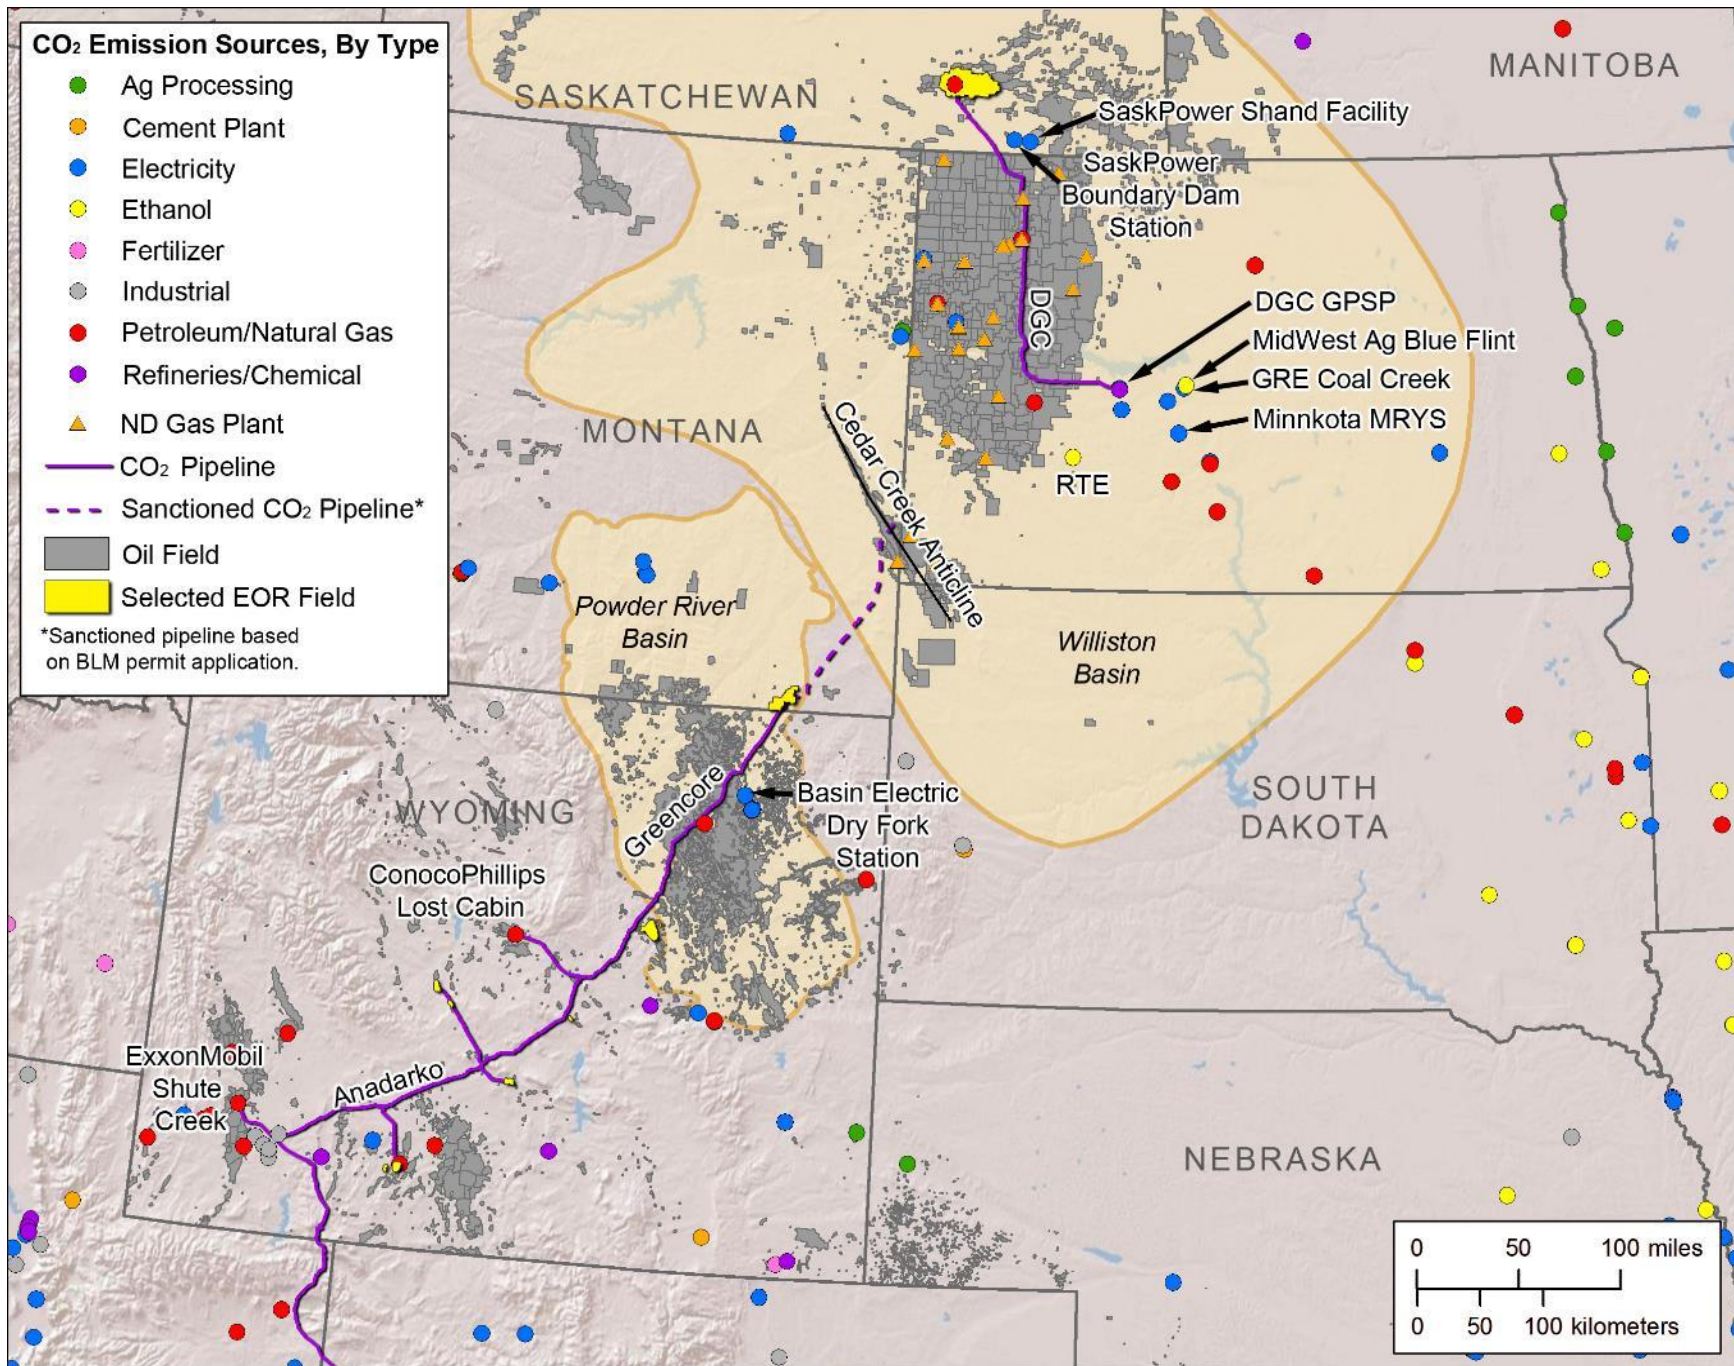 CO₂ Emission Sources, By Type
Ag Processing
Cement Plant
Electricity
Ethanol
Fertilizer
Industrial
Petroleum/Natural Gas
Refineries/Chemical
ND Gas Plant
CO₂ Pipeline
Sanctioned CO₂ Pipeline*
Oil Field
Selected EOR Field
*Sanctioned pipeline based
on BLM permit application.
SASKATCHEWAN
MANITOBA
SaskPower Shand Facility
SaskPower
Boundary Dam
Station
DGC
DGC GPSP
MidWest Ag Blue Flint
GRE Coal Creek
Minnkota MRYS
RTE
MONTANA
Cedar Creek Anticline
Powder River
Basin
Williston
Basin
WYOMING
Greencore
Basin Electric
Dry Fork
Station
SOUTH
DAKOTA
ConocoPhillips
Lost Cabin
ExxonMobil
Shute
Creek
Anadarko
NEBRASKA
0 50 100 miles
0 50 100 kilometers